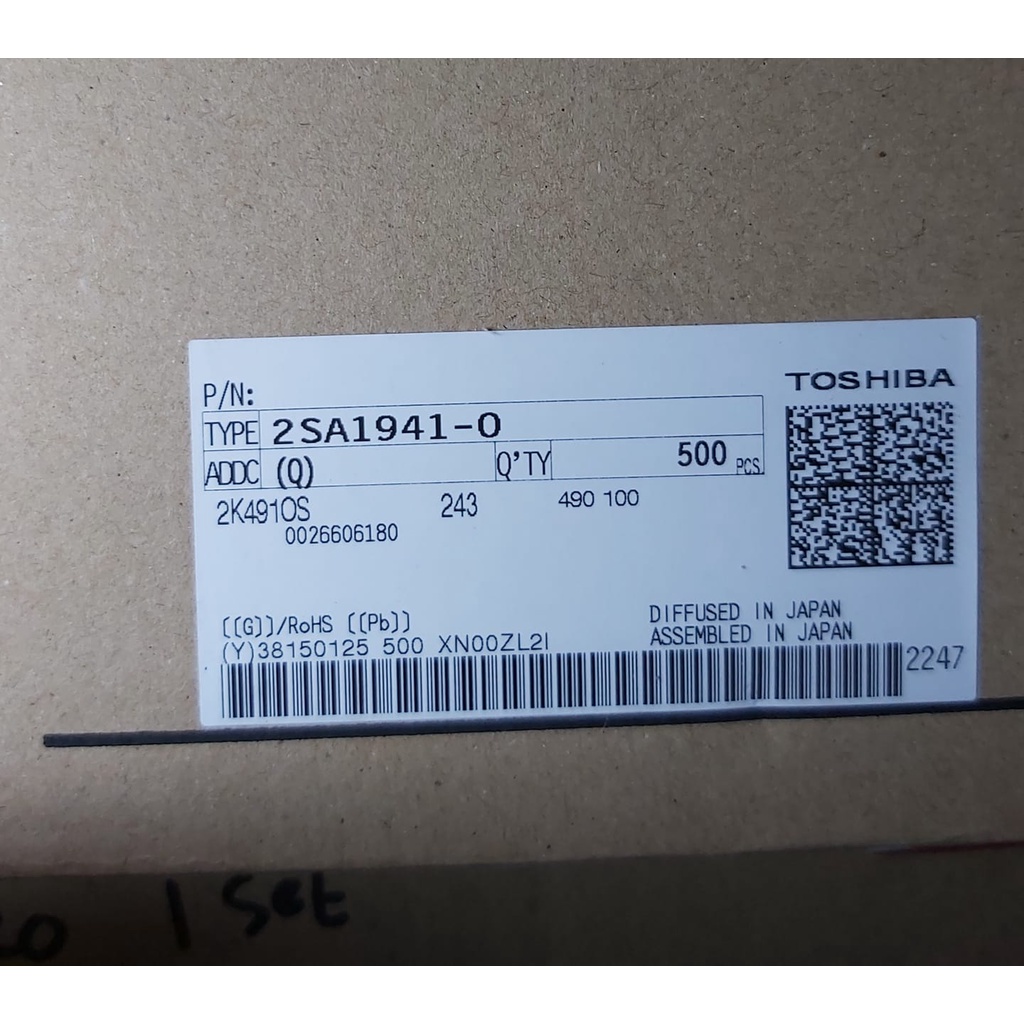 P/N:
TOSHIBA
TYPE 2SA1941-O
ADDC (Q) Q'TY 500 PCS.
2K491OS 243 490 100
0026606180
[[G]]/RoHS [[Pb]]
DIFFUSED IN JAPAN
(Y)38150125 500 XN00ZL2I
ASSEMBLED IN JAPAN
2247
1 Set